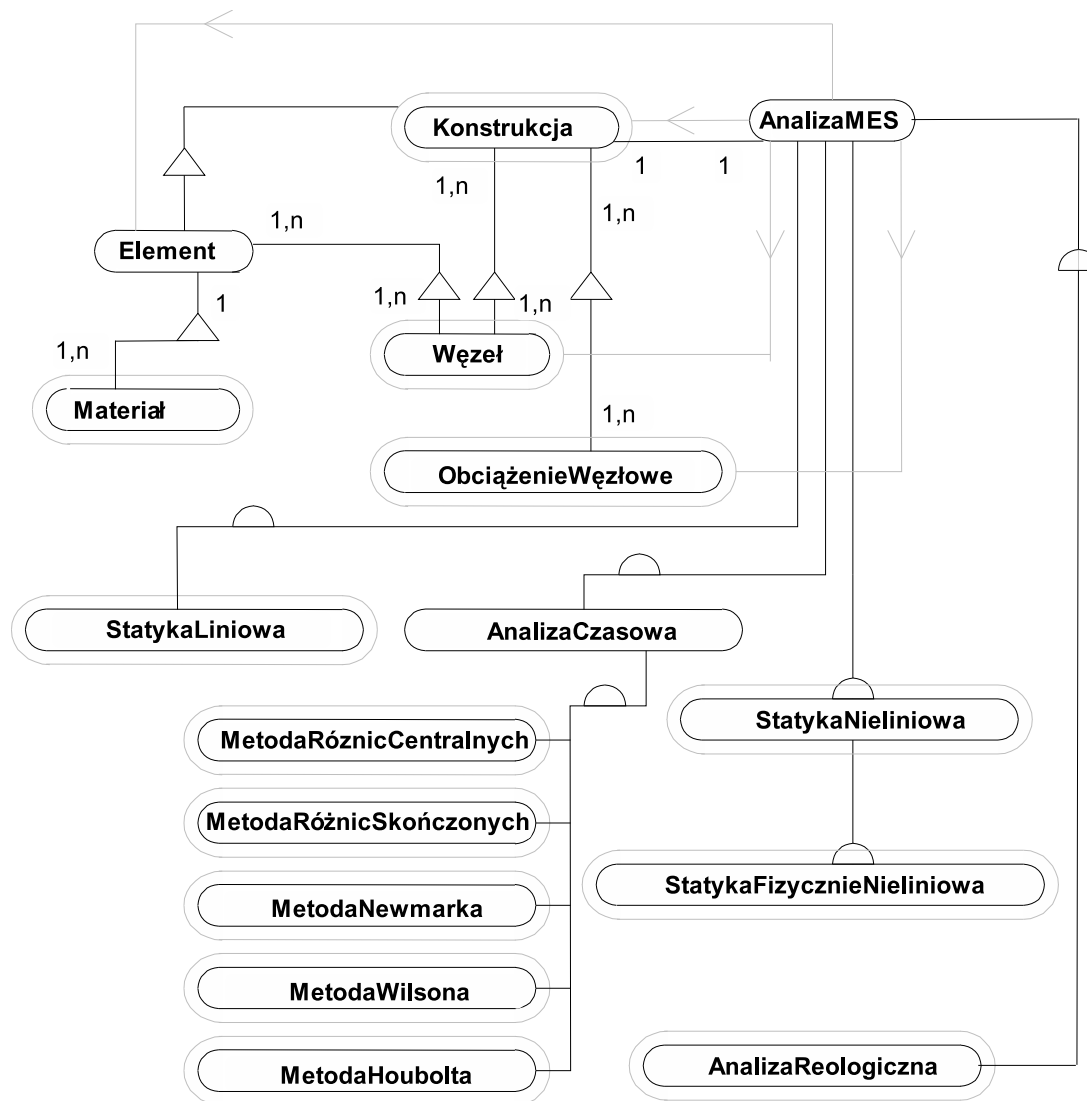 Konstrukcja
AnalizaMES
1
1
1,n
1,n
1,n
Element
1
1,n
1,n
1,n
Węzeł
Materiał
1,n
ObciążenieWęzłowe
StatykaLiniowa
AnalizaCzasowa
StatykaNieliniowa
MetodaRóznicCentralnych
MetodaRóżnicSkończonych
StatykaFizycznieNieliniowa
MetodaNewmarka
MetodaWilsona
AnalizaReologiczna
MetodaHoubolta